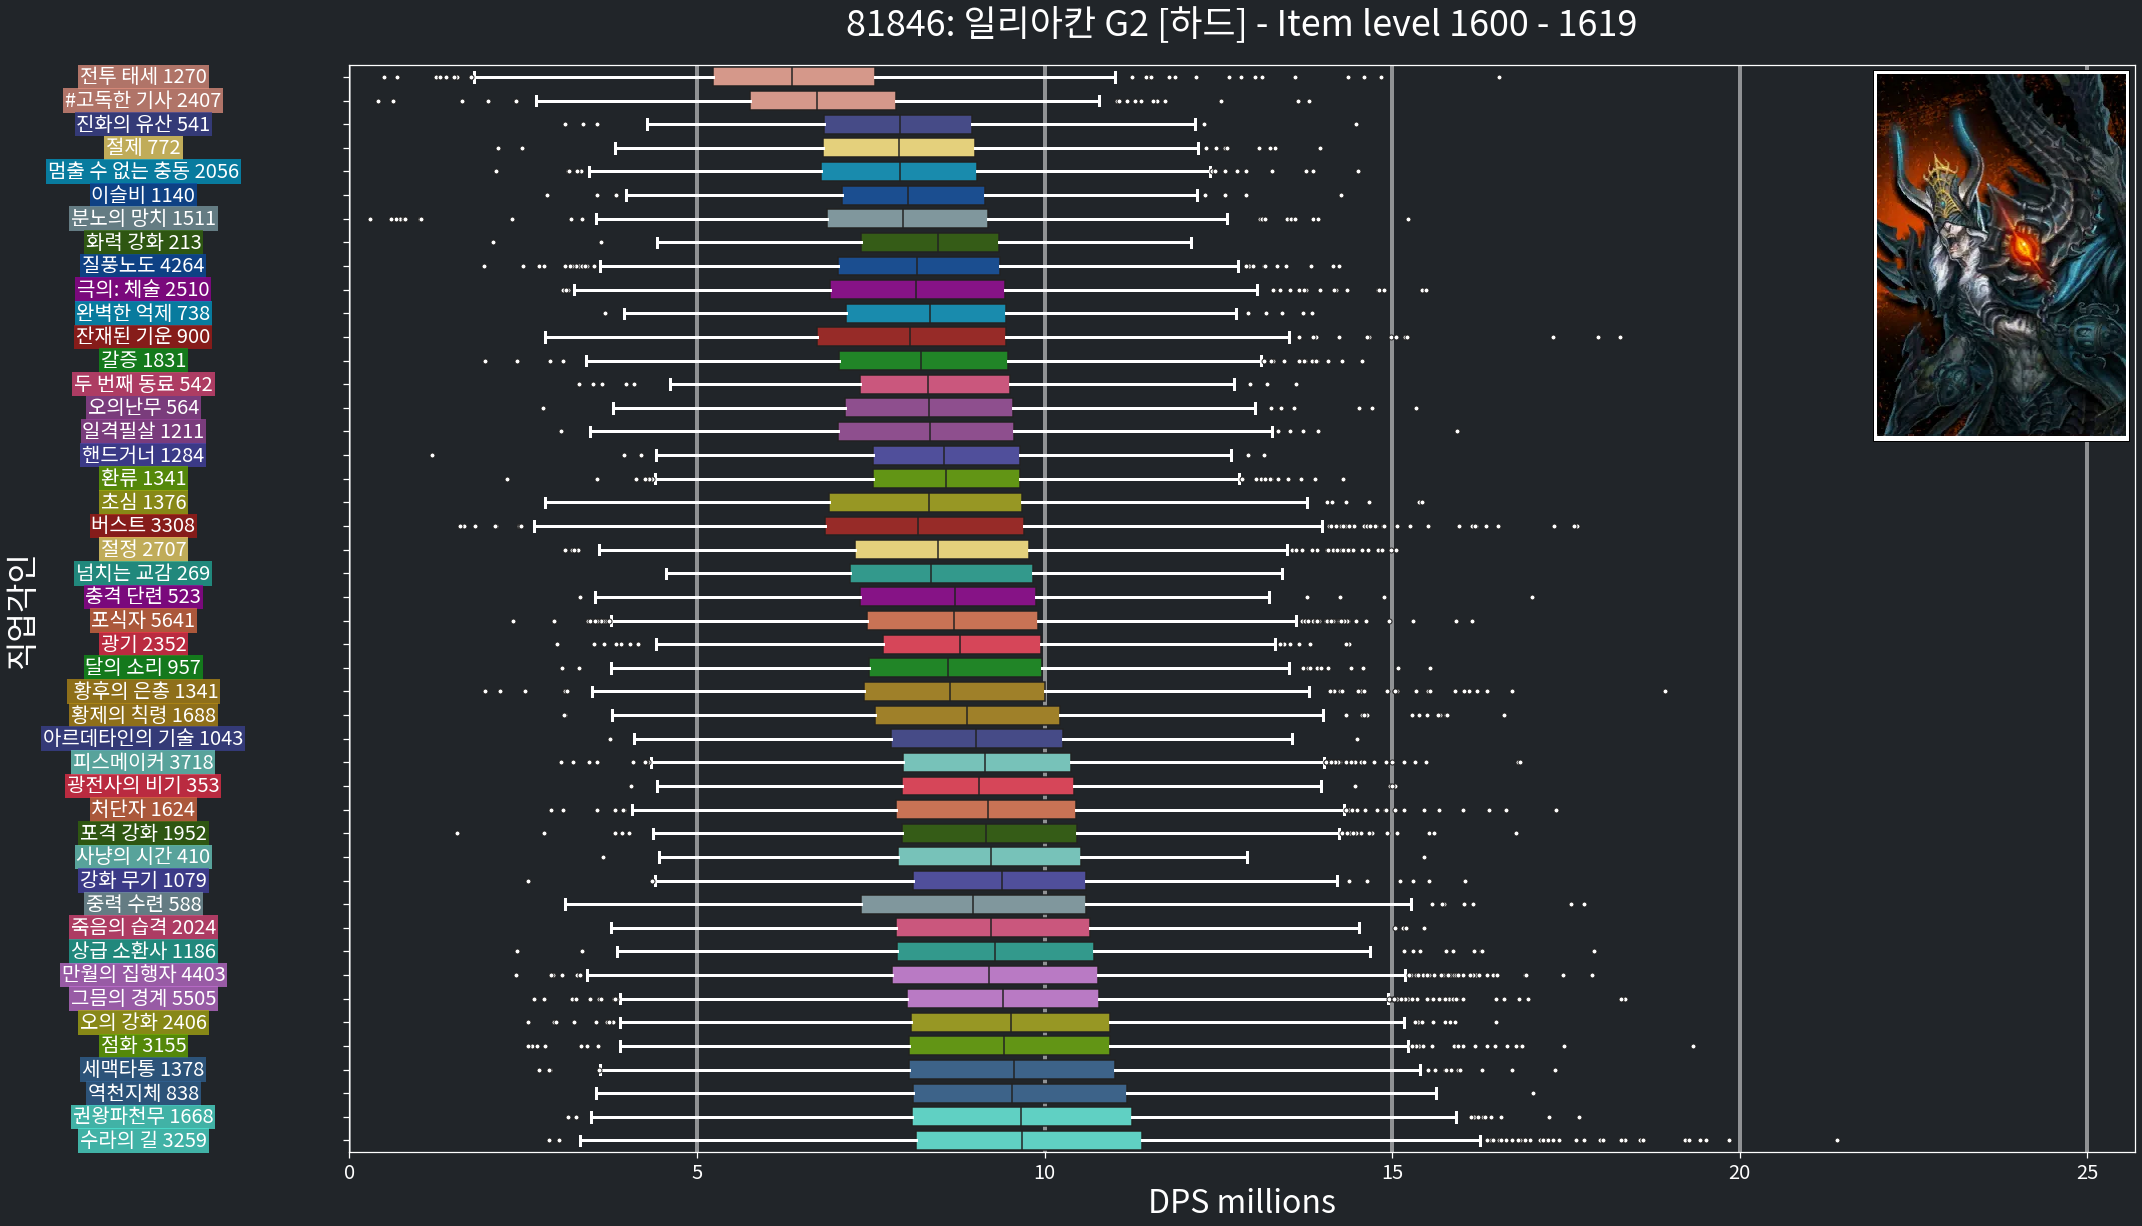 81846: 일리아칸 G2 [하드] - Item level 1600 - 1619
전투 태세 1270
#고독한 기사 2407
진화의 유산 541
절제 772
멈출 수 없는 충동 2056
이슬비 1140
분노의 망치 1511
화력 강화 213
질풍노도 4264
극의: 체술 2510
완벽한 억제 738
잔재된 기운 900
갈증 1831
두 번째 동료 542
오의난무 564
일격필살 1211
핸드거너 1284
환류 1341
초심 1376
버스트 3308
절정 2707
넘치는 교감 269
충격 단련 523
포식자 5641
광기 2352
달의 소리 957
황후의 은총 1341
황제의 칙령 1688
아르데타인의 기술 1043
피스메이커 3718
광전사의 비기 353
처단자 1624
포격 강화 1952
사냥의 시간 410
강화 무기 1079
중력 수련 588
죽음의 습격 2024
상급 소환사 1186
만월의 집행자 4403
그믐의 경계 5505
오의 강화 2406
점화 3155
세맥타통 1378
역천지체 838
권왕파천무 1668
수라의 길 3259
직업각인
0 5 10 15 20 25
DPS millions